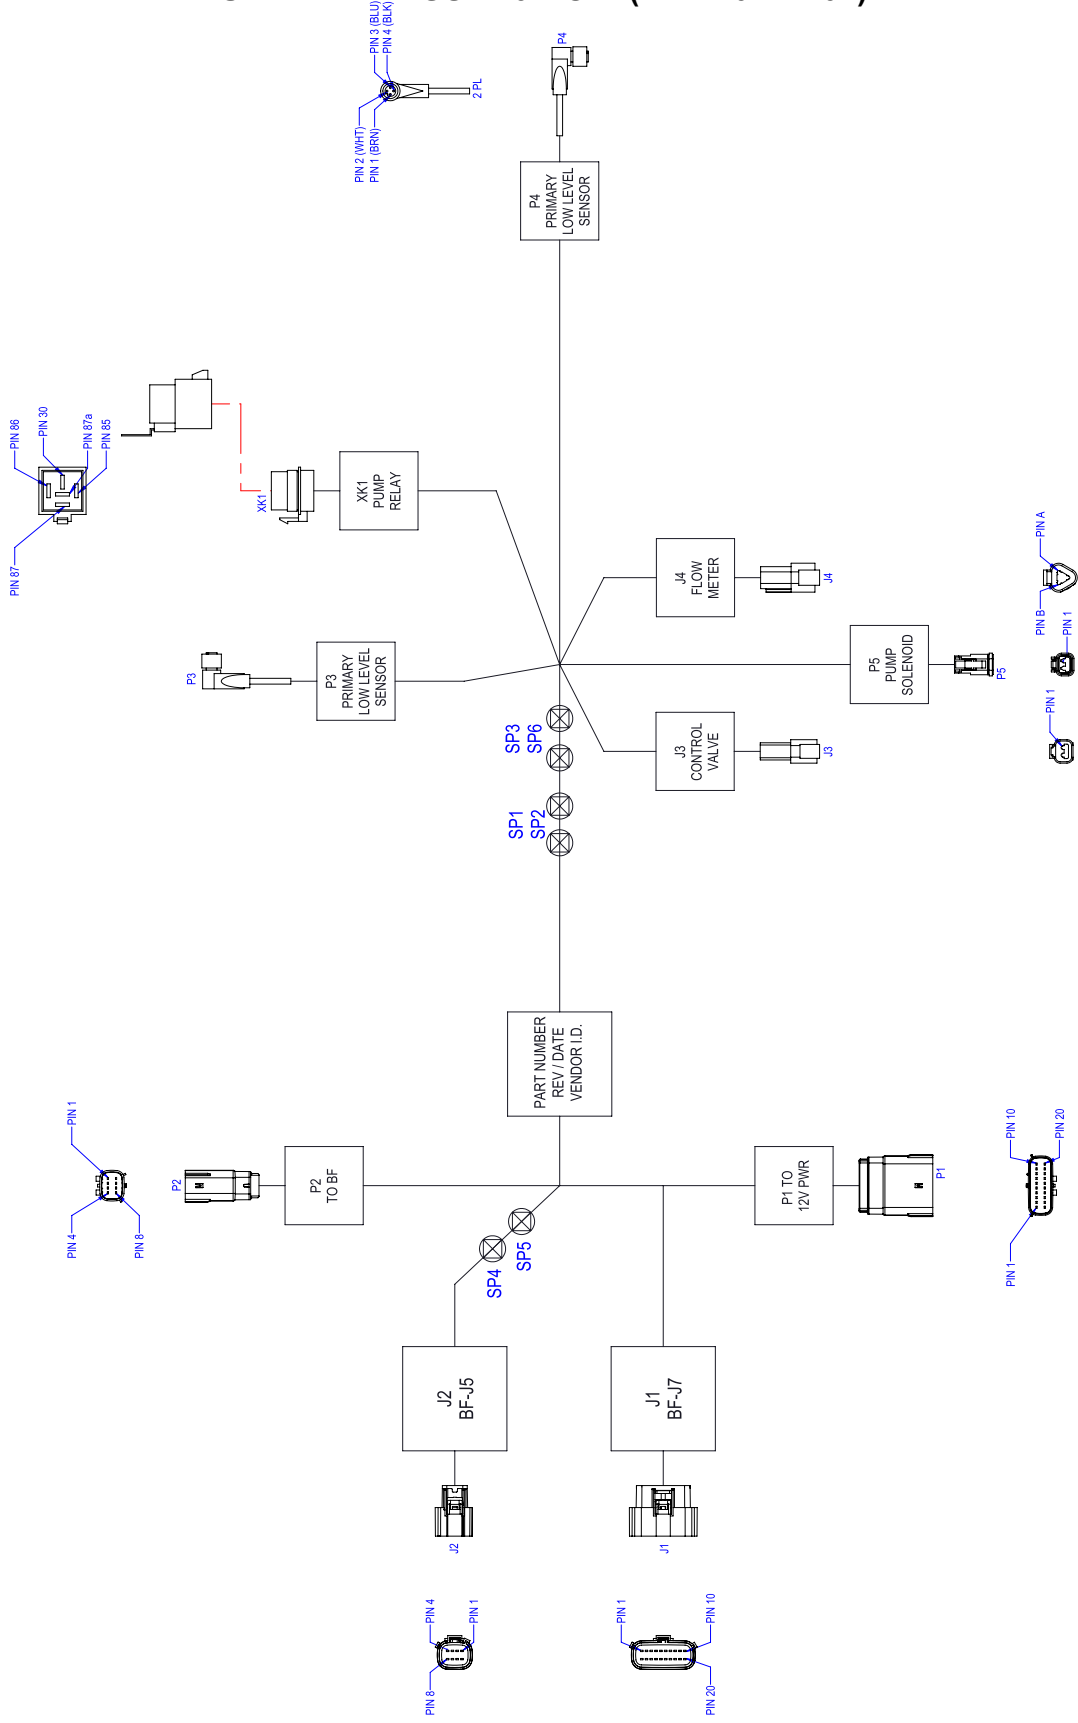 PIN 3 (BLU)
PIN 4 (BLK)
PIN 2 (WHT)
PIN 1 (BRN)
2 PL
P4
P4
PRIMARY
LOW LEVEL
SENSOR
PIN 86
PIN 30
PIN 87a
PIN 85
PIN 87
XK1
XK1
PUMP
RELAY
P3
P3
PRIMARY
LOW LEVEL
SENSOR
J4
FLOW
METER
J4
PIN A
PIN B
PIN 1
PIN 1
P5
PUMP
SOLENOID
P5
J3
CONTROL
VALVE
J3
SP3
SP6
SP1
SP2
PART NUMBER
REV / DATE
VENDOR I.D.
PIN 1
PIN 4
PIN 8
P2
P2
TO BF
P1 TO
12V PWR
P1
PIN 10
PIN 20
PIN 1
SP4
SP5
J2
BF-J5
J1
BF-J7
J2
J1
PIN 4
PIN 1
PIN 8
PIN 1
PIN 10
PIN 20